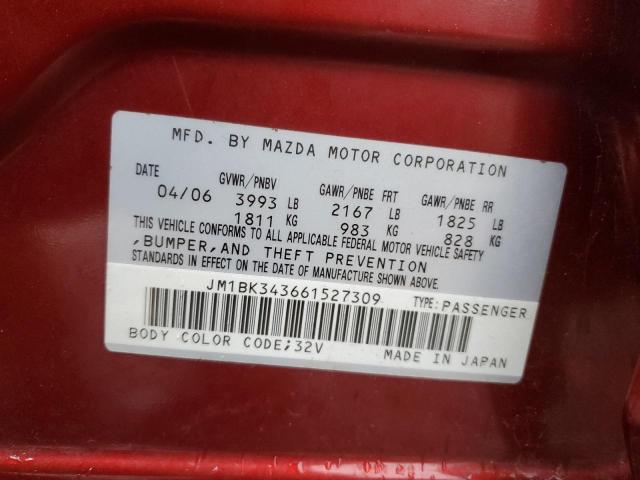 MFD. BY MAZDA MOTOR CORPORATION
DATE GVWR/PNBV GAWR/PNBE FRT GAWR/PNBE RR
04/06 3993 LB 2167 LB 1825 LB
1811 KG 983 KG 828 KG
THIS VEHICLE CONFORMS TO ALL APPLICABLE FEDERAL MOTOR VEHICLE SAFETY
,BUMPER,AND THEFT PREVENTION
STANDARDS IN EFFECT ON THE DATE OF MANUFACTURE SHOWN ABOVE.
JM1BK343661527309 TYPE:PASSENGER
BODY COLOR CODE;32V MADE IN JAPAN